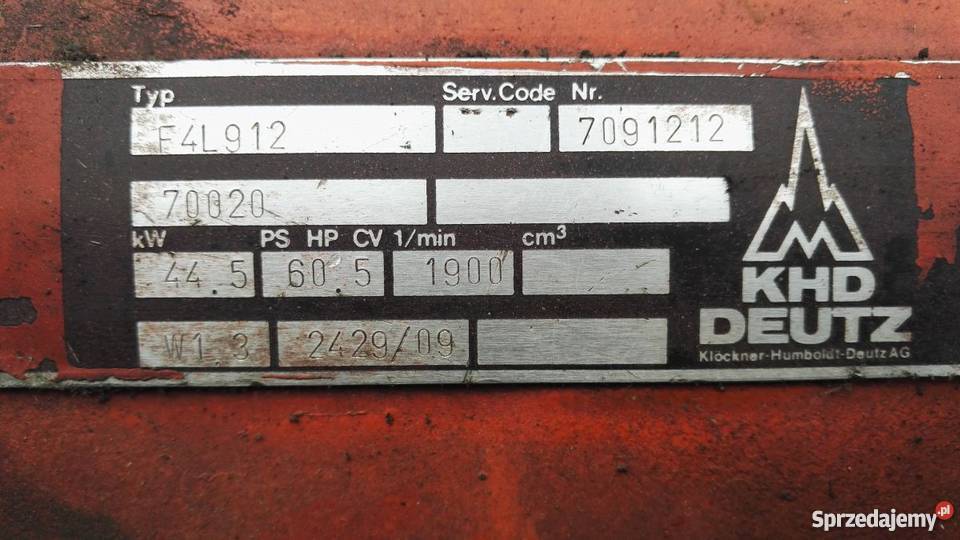 Typ Serv.Code Nr.
F4L912 7091212
70020
kW PS HP CV 1/min cm³
44.5 60.5 1900
W1.3 2429/09
KHD
DEUTZ
Klöckner-Humboldt-Deutz AG
Sprzedajemy.pl